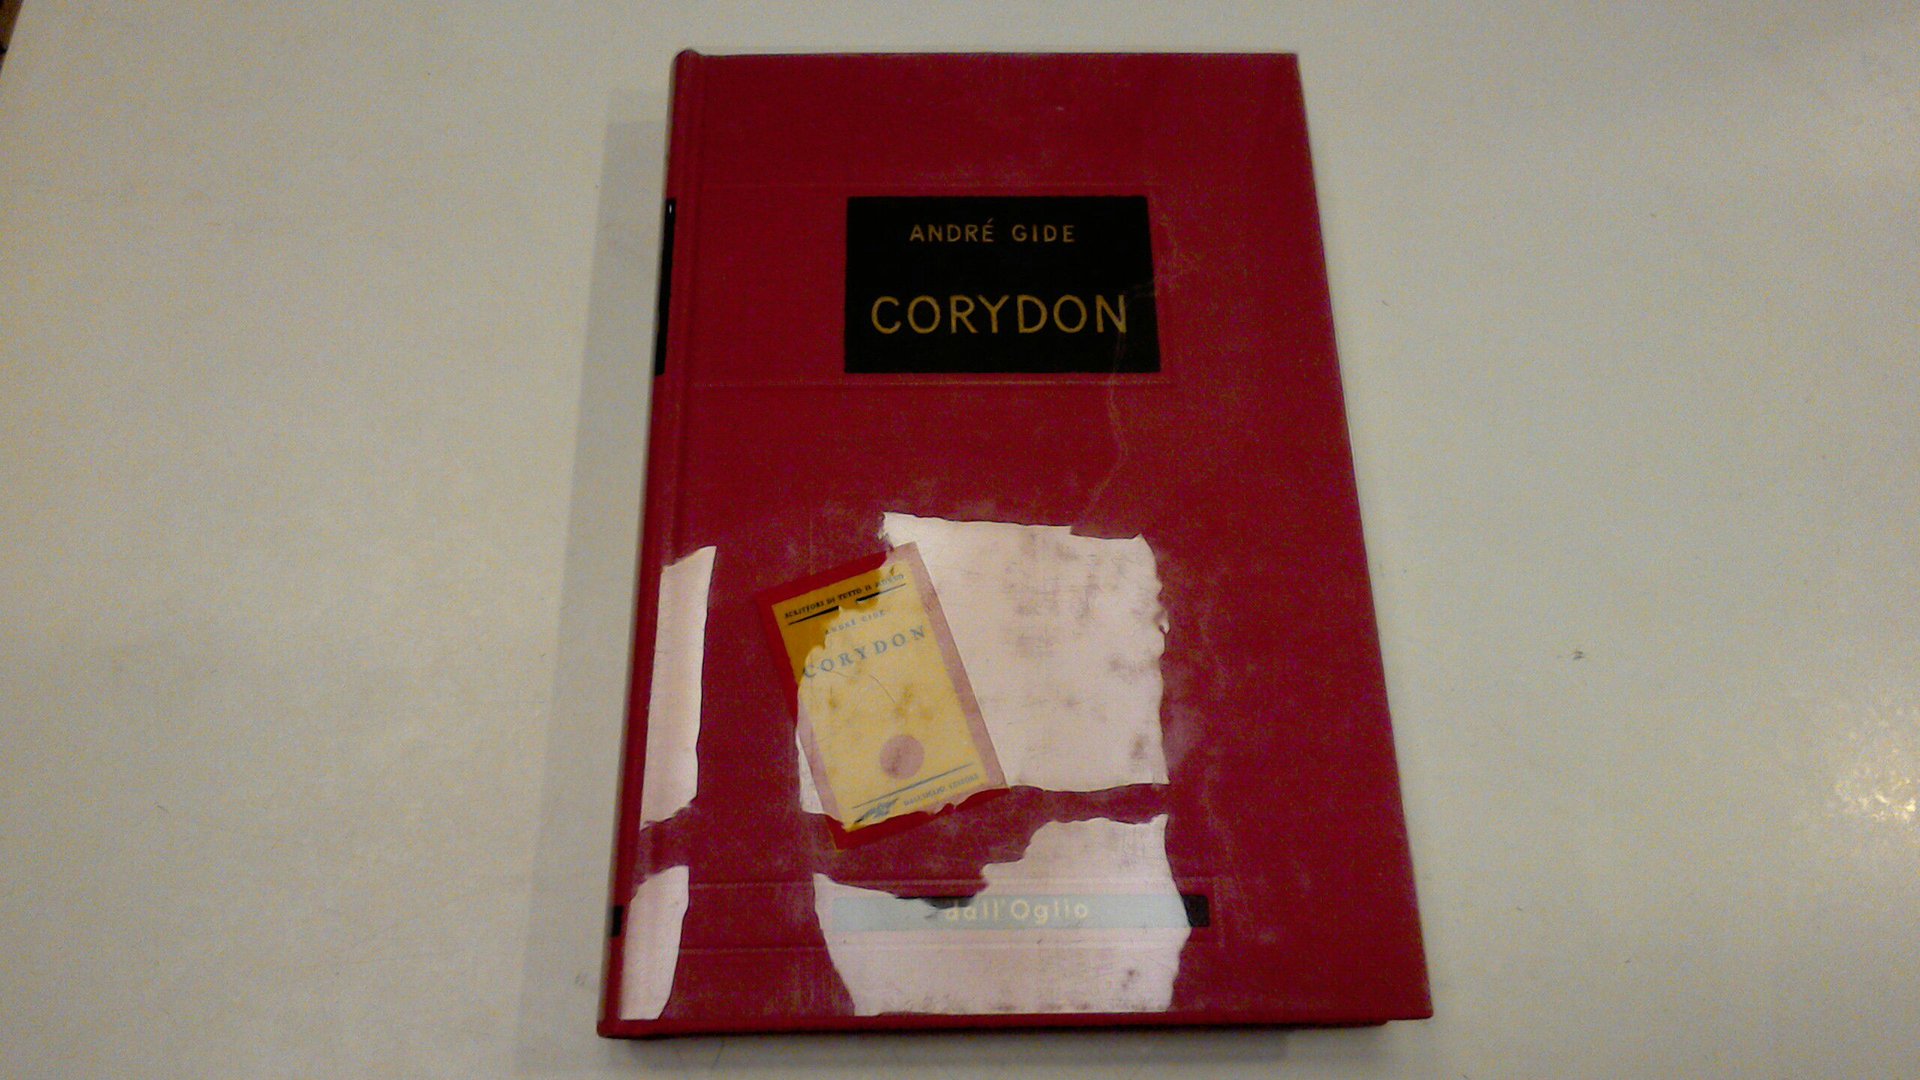 ANDRÉ GIDE
CORYDON
SCRITTORI DI TUTTO IL MONDO
ANDRÉ GIDE
CORYDON
dall'Oglio